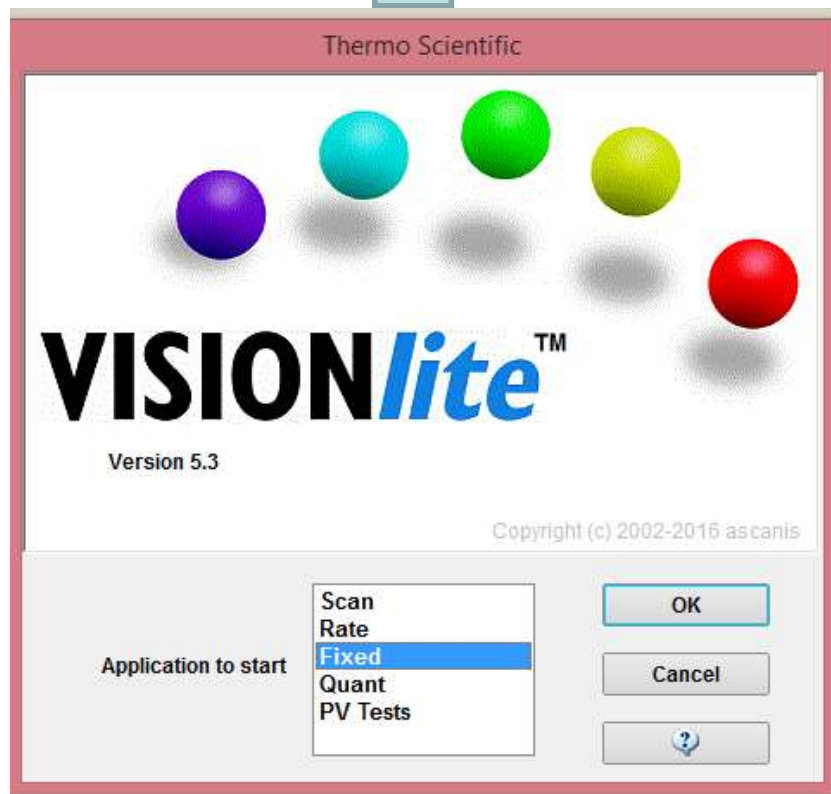 Thermo Scientific
VISIONlite™
Version 5.3
Copyright (c) 2002-2016 ascanis
Application to start
Scan
Rate
Fixed
Quant
PV Tests
OK
Cancel
?